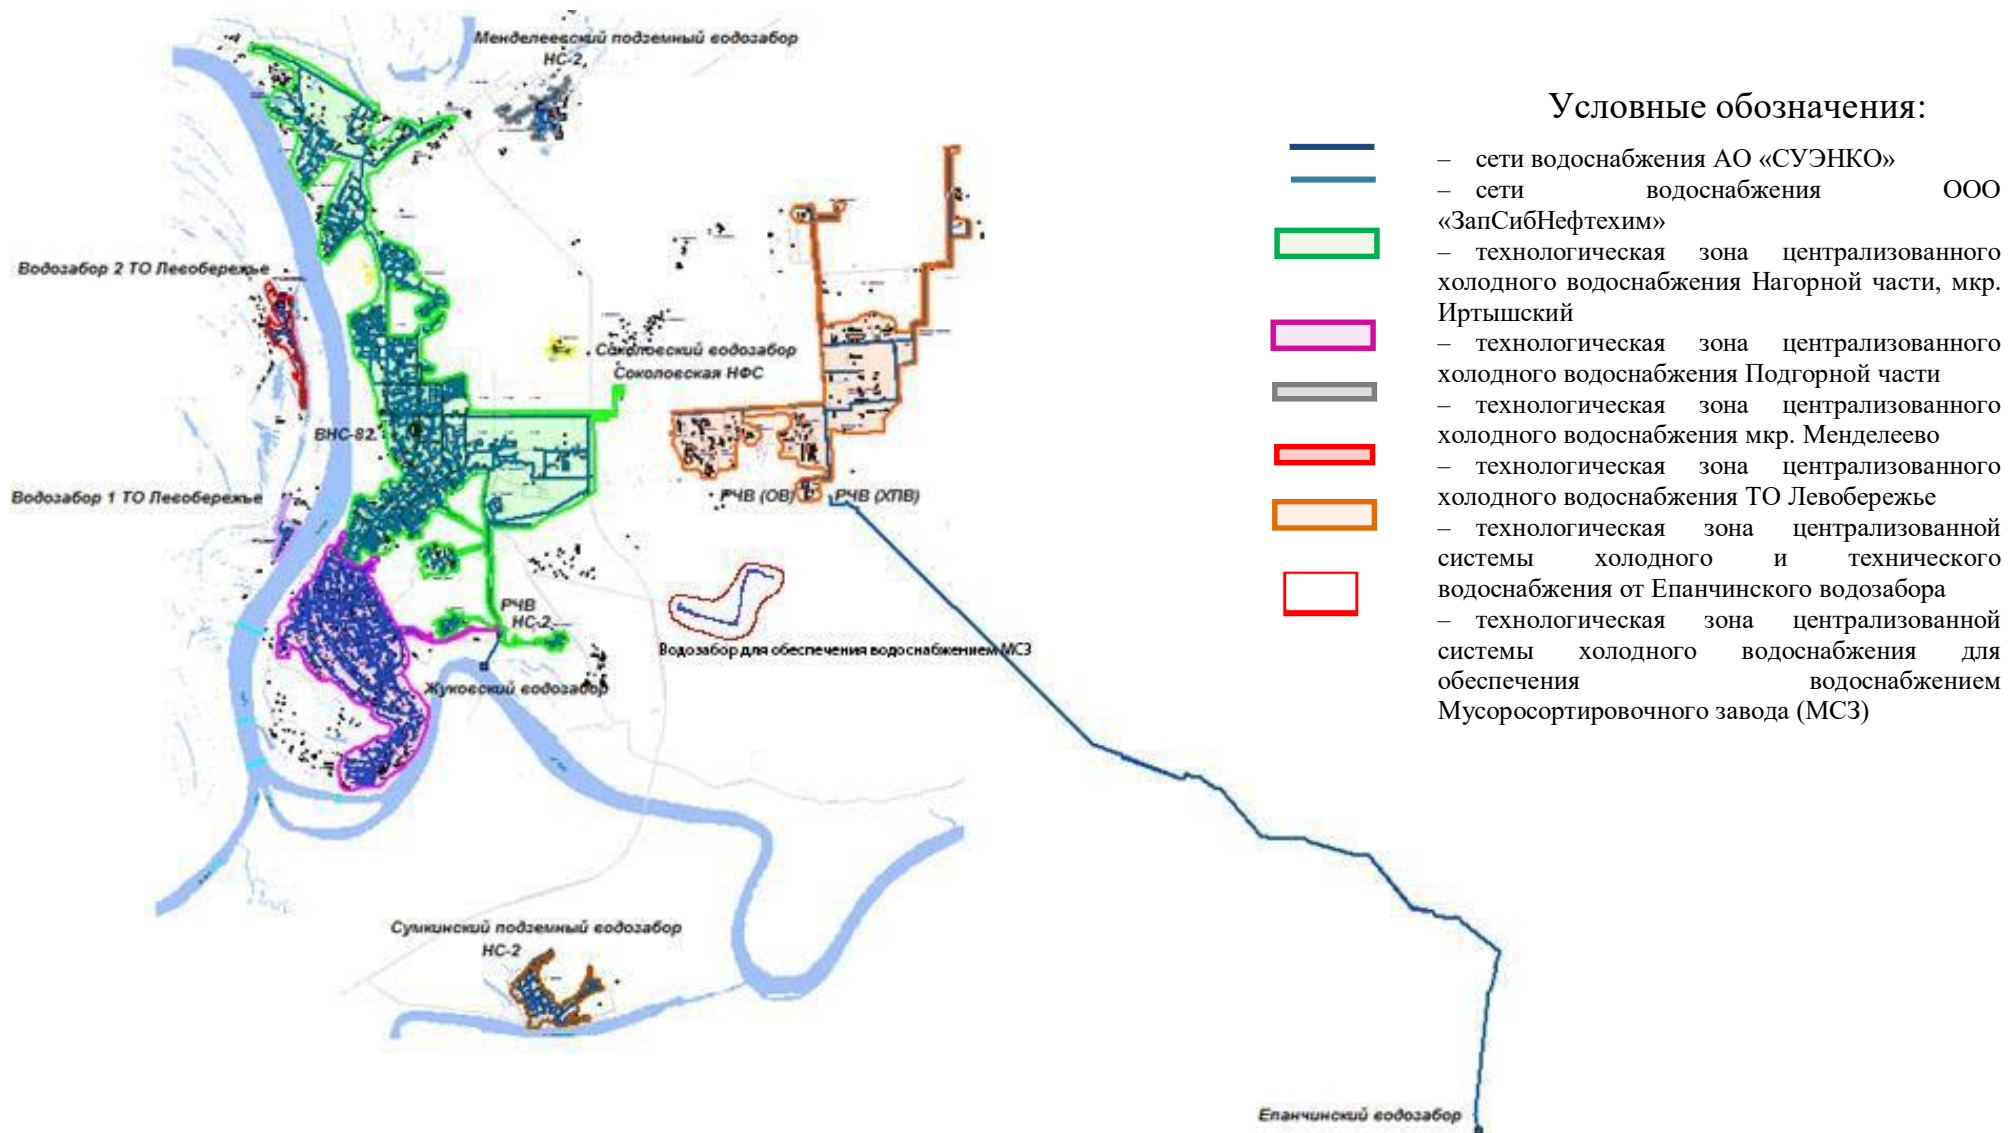 Менделеевский подземный водозабор
НС-2
Водозабор 2 ТО Левобережье
Соколовский водозабор
Соколовская НФС
ВНС-82
Водозабор 1 ТО Левобережье
РЧВ (ОВ)
РЧВ (ХПВ)
РЧВ
НС-2
Водозабор для обеспечения водоснабжением МСЗ
Жуковский водозабор
Сумкинский подземный водозабор
НС-2
Епанчинский водозабор
Условные обозначения:
– сети водоснабжения АО «СУЭНКО»
– сети водоснабжения ООО
«ЗапСибНефтехим»
– технологическая зона централизованного
холодного водоснабжения Нагорной части, мкр.
Иртышский
– технологическая зона централизованного
холодного водоснабжения Подгорной части
– технологическая зона централизованного
холодного водоснабжения мкр. Менделеево
– технологическая зона централизованного
холодного водоснабжения ТО Левобережье
– технологическая зона централизованной
системы холодного и технического
водоснабжения от Епанчинского водозабора
– технологическая зона централизованной
системы холодного водоснабжения для
обеспечения водоснабжением
Мусоросортировочного завода (МСЗ)